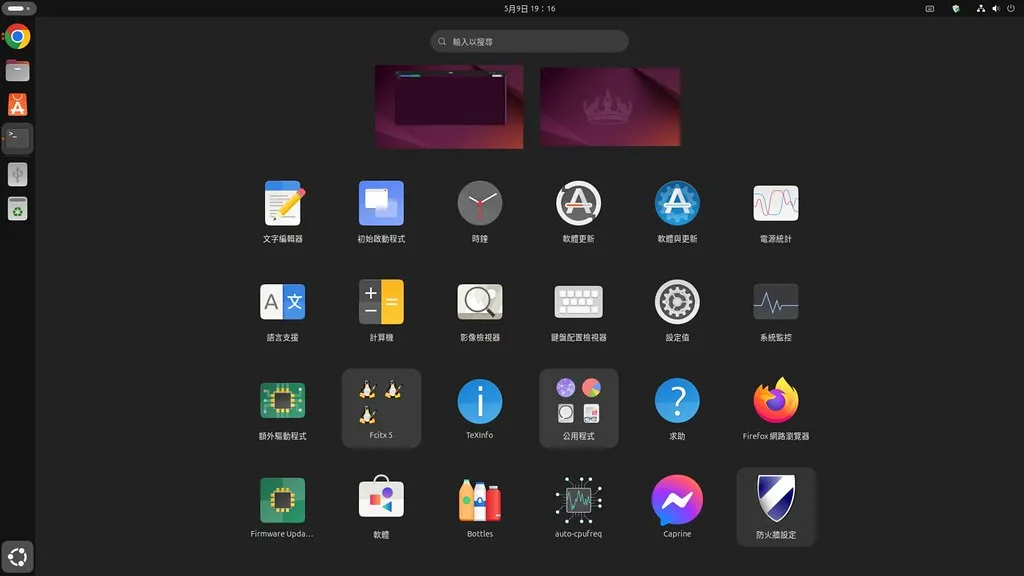 5月9日 19：16
輸入以搜尋
文字編輯器
初始啟動程式
時鐘
軟體更新
軟體與更新
電源統計
語言支援
計算機
影像檢視器
鍵盤配置檢視器
設定值
系統監控
額外驅動程式
Fcitx 5
TeXInfo
公用程式
求助
Firefox 網路瀏覽器
Firmware Upda...
軟體
Bottles
auto-cpufreq
Caprine
防火牆設定